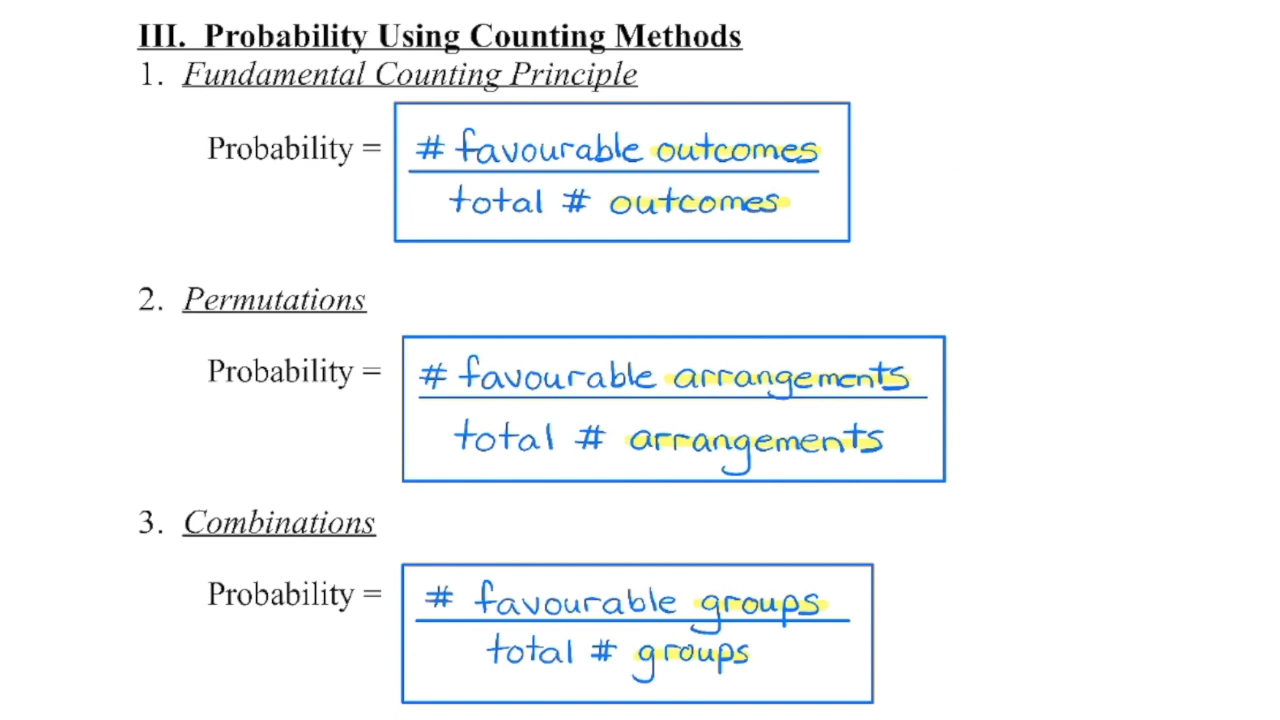 III. Probability Using Counting Methods
1. Fundamental Counting Principle
Probability = # favourable outcomes
total # outcomes
2. Permutations
Probability = # favourable arrangements
total # arrangements
3. Combinations
Probability = # favourable groups
total # groups